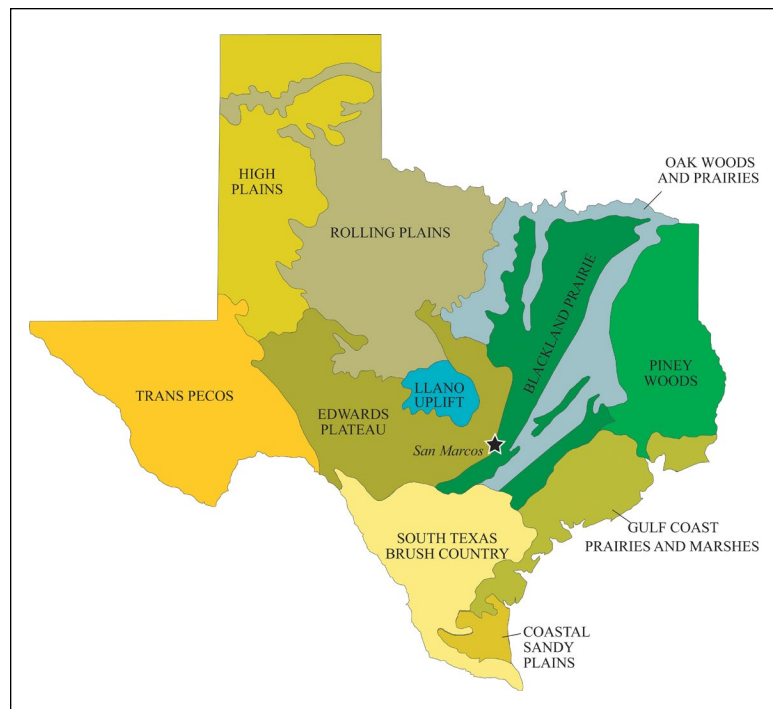 OAK WOODS
AND PRAIRIES
HIGH
PLAINS
ROLLING PLAINS
BLACKLAND PRAIRIE
PINEY
WOODS
TRANS PECOS
LLANO
UPLIFT
EDWARDS
PLATEAU
San Marcos
SOUTH TEXAS
BRUSH COUNTRY
GULF COAST
PRAIRIES AND MARSHES
COASTAL
SANDY
PLAINS